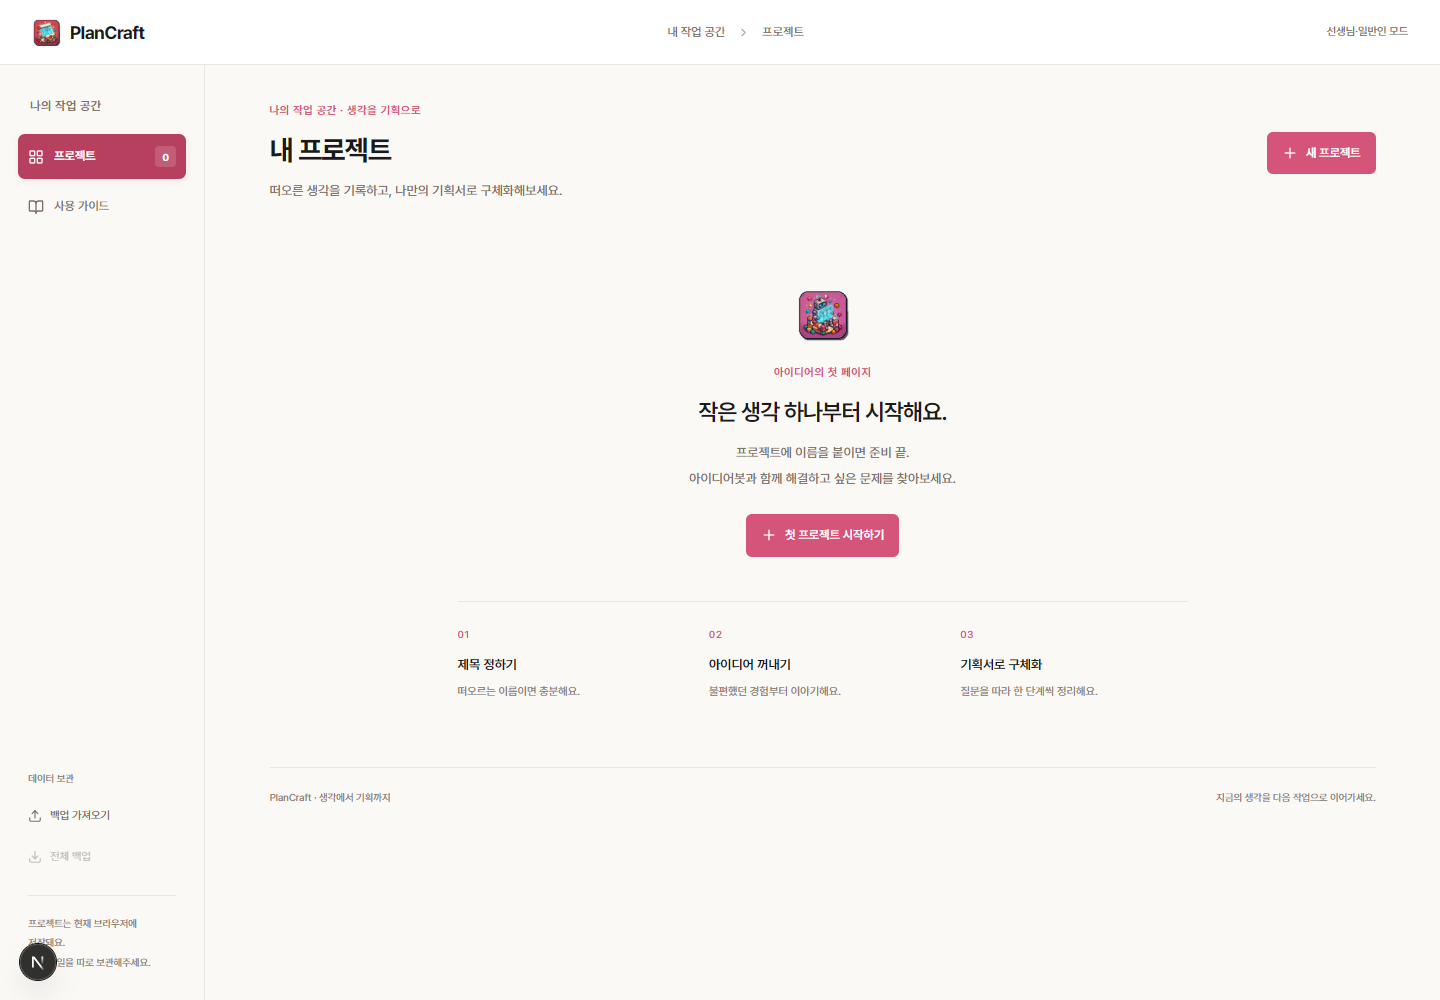 PlanCraft
내 작업 공간 > 프로젝트
선생님·일반인 모드
나의 작업 공간
프로젝트 0
사용 가이드
나의 작업 공간 · 생각을 기획으로
내 프로젝트
떠오른 생각을 기록하고, 나만의 기획서로 구체화해보세요.
+ 새 프로젝트
아이디어의 첫 페이지
작은 생각 하나부터 시작해요.
프로젝트에 이름을 붙이면 준비 끝.
아이디어봇과 함께 해결하고 싶은 문제를 찾아보세요.
+ 첫 프로젝트 시작하기
01
제목 정하기
떠오르는 이름이면 충분해요.
02
아이디어 꺼내기
불편했던 경험부터 이야기해요.
03
기획서로 구체화
질문을 따라 한 단계씩 정리해요.
PlanCraft · 생각에서 기획까지
지금의 생각을 다음 작업으로 이어가세요.
데이터 보관
백업 가져오기
전체 백업
프로젝트는 현재 브라우저에
저장돼요.
일을 따로 보관해주세요.
N